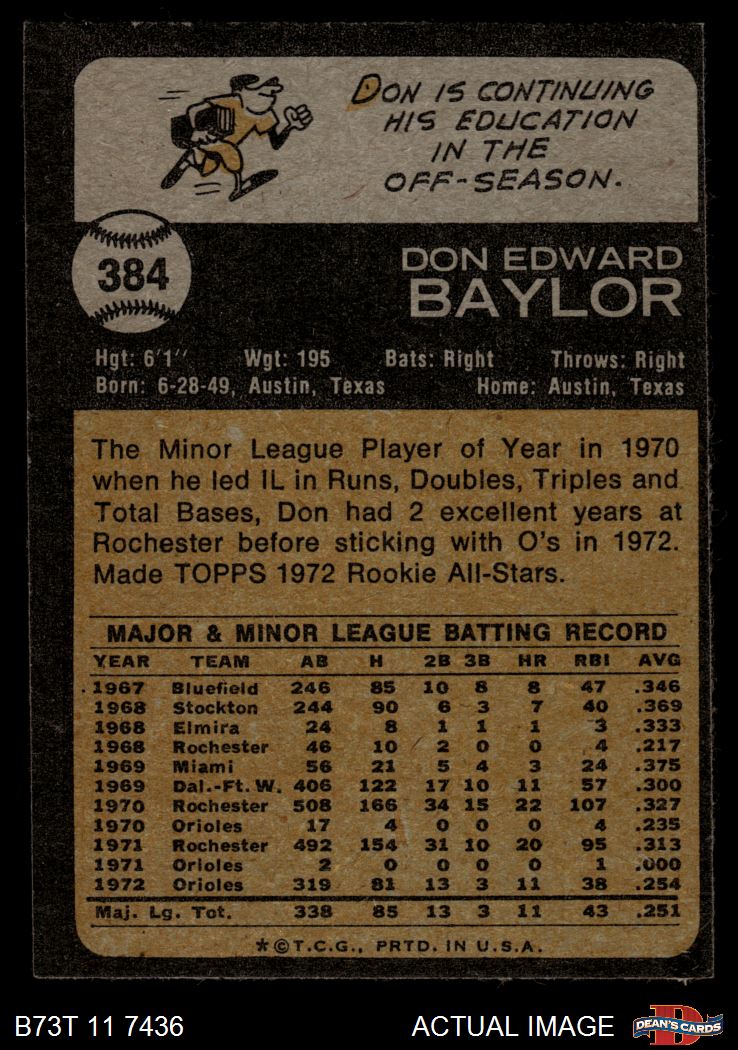 DON IS CONTINUING
HIS EDUCATION
IN THE
OFF-SEASON.
384
DON EDWARD
BAYLOR
Hgt: 6'1" Wgt: 195 Bats: Right Throws: Right
Born: 6-28-49, Austin, Texas Home: Austin, Texas
The Minor League Player of Year in 1970
when he led IL in Runs, Doubles, Triples and
Total Bases, Don had 2 excellent years at
Rochester before sticking with O's in 1972.
Made TOPPS 1972 Rookie All-Stars.
MAJOR & MINOR LEAGUE BATTING RECORD
YEAR TEAM AB H 2B 3B HR RBI AVG
1967 Bluefield 246 85 10 8 8 47 .346
1968 Stockton 244 90 6 3 7 40 .369
1968 Elmira 24 8 1 1 1 3 .333
1968 Rochester 46 10 2 0 0 4 .217
1969 Miami 56 21 5 4 3 24 .375
1969 Dal.-Ft. W. 406 122 17 10 11 57 .300
1970 Rochester 508 166 34 15 22 107 .327
1970 Orioles 17 4 0 0 0 4 .235
1971 Rochester 492 154 31 10 20 95 .313
1971 Orioles 2 0 0 0 0 1 .000
1972 Orioles 319 81 13 3 11 38 .254
Maj. Lg. Tot. 338 85 13 3 11 43 .251
*©T.C.G., PRTD. IN U.S.A.
B73T 11 7436 ACTUAL IMAGE DEAN'S CARDS